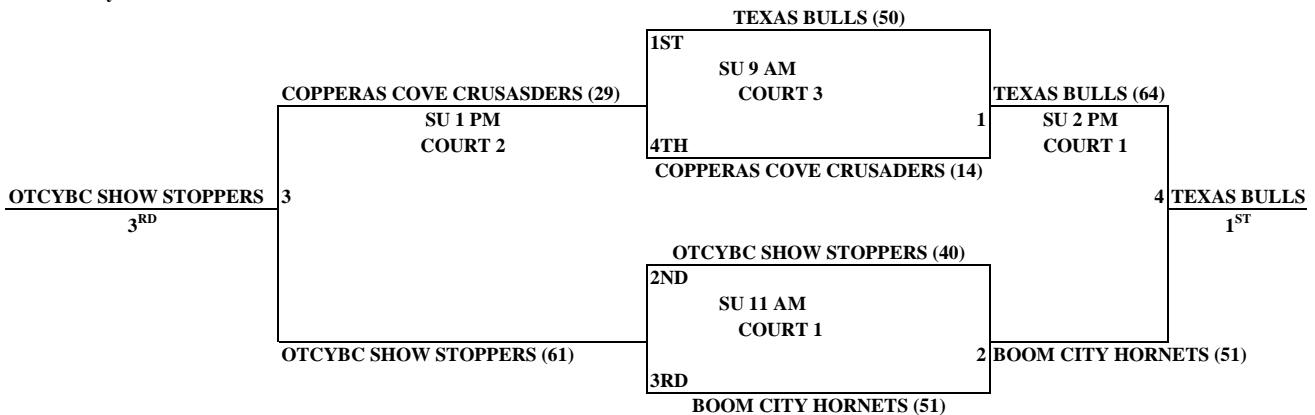 TEXAS BULLS (50)
1ST
SU 9 AM
COURT 3
COPPERAS COVE CRUSASDERS (29)
TEXAS BULLS (64)
SU 1 PM
1
SU 2 PM
COURT 2
COURT 1
4TH
COPPERAS COVE CRUSADERS (14)
OTCYBC SHOW STOPPERS
3
4
TEXAS BULLS
3RD
1ST
OTCYBC SHOW STOPPERS (40)
2ND
SU 11 AM
COURT 1
OTCYBC SHOW STOPPERS (61)
2
BOOM CITY HORNETS (51)
3RD
BOOM CITY HORNETS (51)